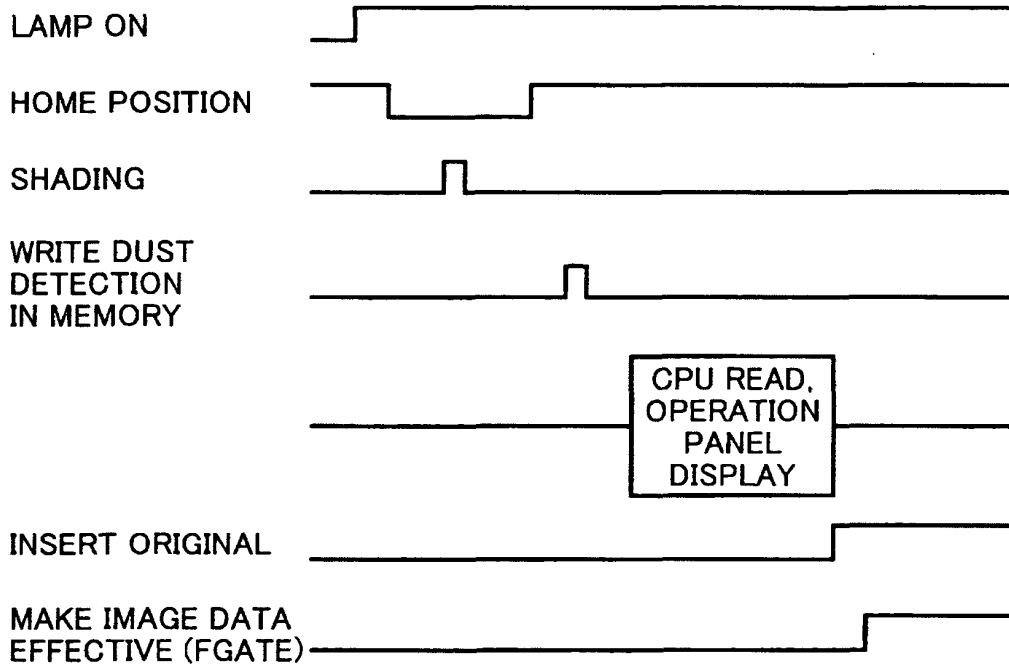 LAMP ON
HOME POSITION
SHADING
WRITE DUST
DETECTION
IN MEMORY
CPU READ,
OPERATION
PANEL
DISPLAY
INSERT ORIGINAL
MAKE IMAGE DATA
EFFECTIVE (FGATE)